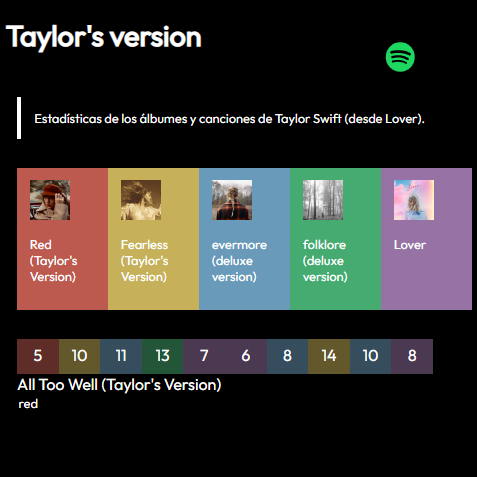 Taylor's version
Estadísticas de los álbumes y canciones de Taylor Swift (desde Lover).
Red
(Taylor's
Version)
Fearless
(Taylor's
Version)
evermore
(deluxe
version)
folklore
(deluxe
version)
Lover
5 10 11 13 7 6 8 14 10 8
All Too Well (Taylor's Version)
red